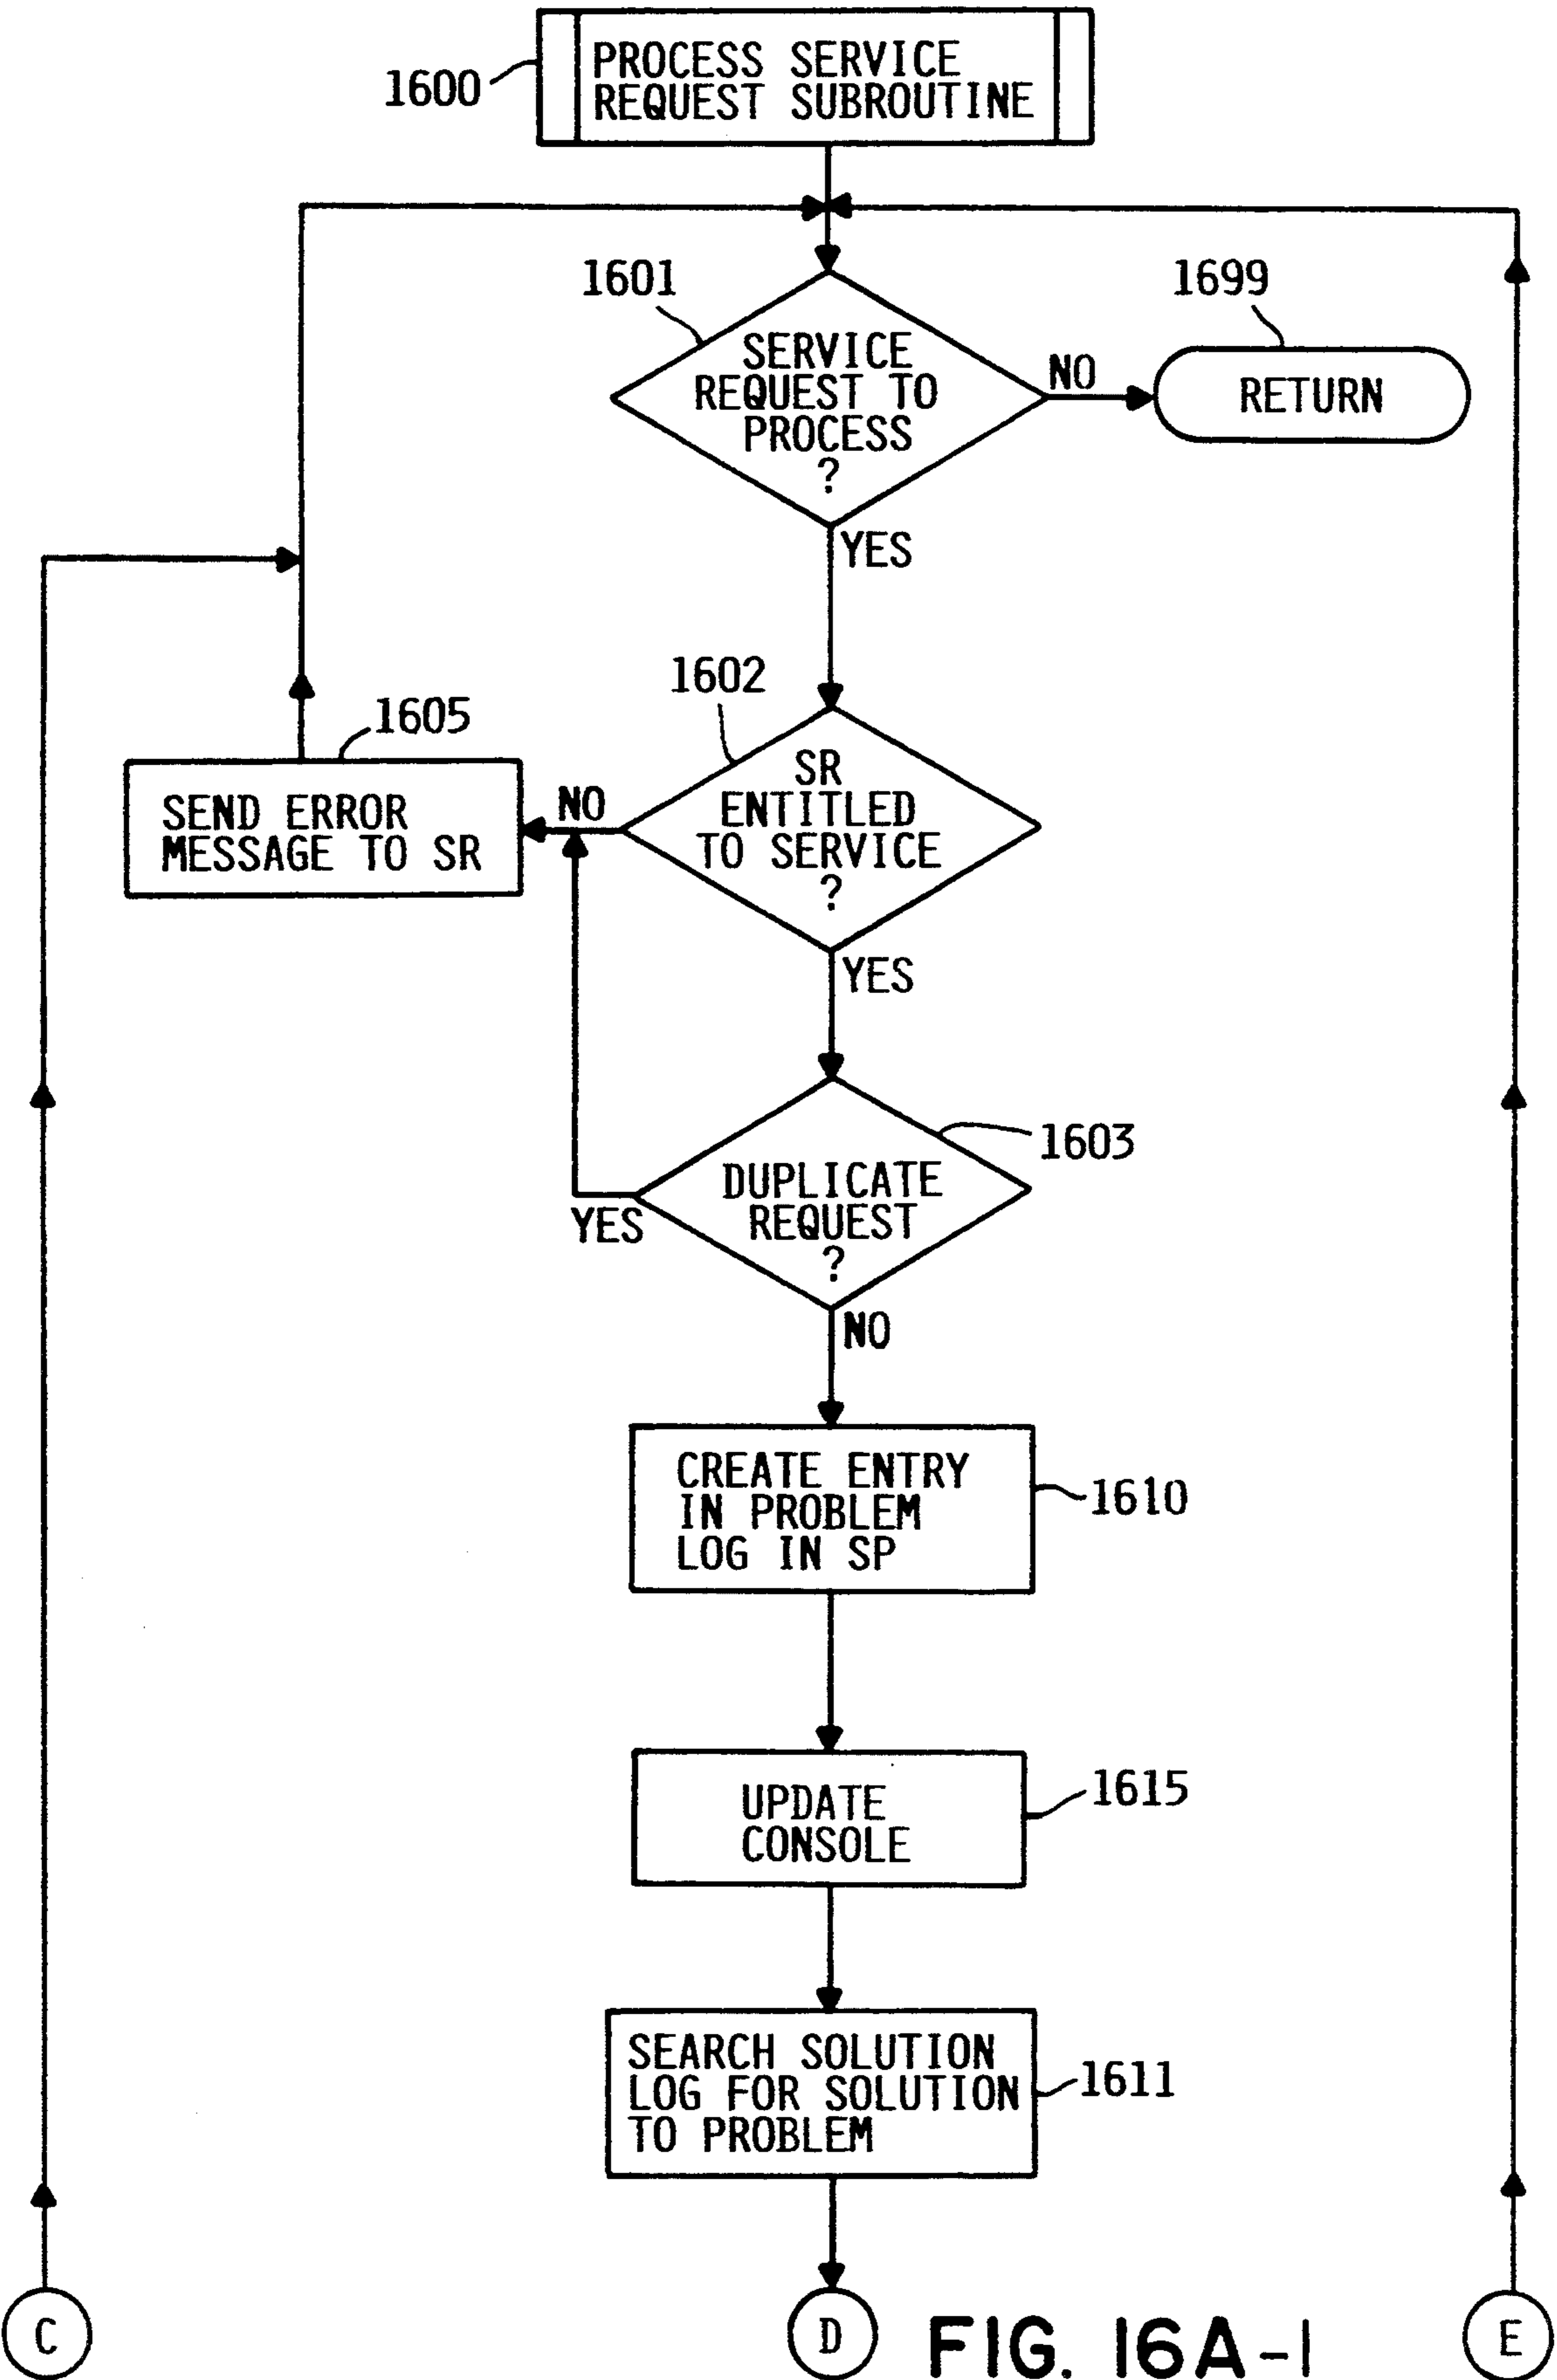 1600
PROCESS SERVICE
REQUEST SUBROUTINE
1601
SERVICE
REQUEST TO
PROCESS
?
NO
1699
RETURN
YES
1602
SR
ENTITLED
TO SERVICE
?
NO
1605
SEND ERROR
MESSAGE TO SR
YES
1603
DUPLICATE
REQUEST
?
YES
NO
CREATE ENTRY
IN PROBLEM
LOG IN SP
1610
UPDATE
CONSOLE
1615
SEARCH SOLUTION
LOG FOR SOLUTION
TO PROBLEM
1611
C
D
E
FIG. 16A-1